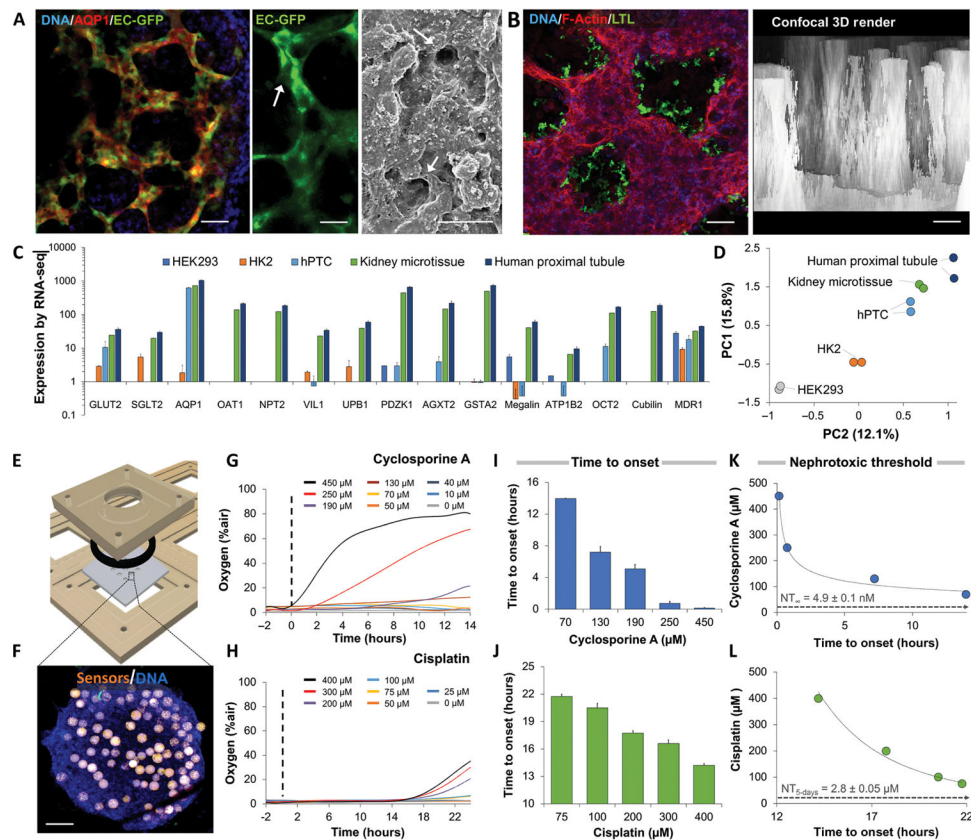 A
DNA/AQP1/EC-GFP
EC-GFP
B
DNA/F-Actin/LTL
Confocal 3D render
C
Expression by RNA-seq
10000
1000
100
10
1
0.1
HEK293
HK2
hPTC
Kidney microtissue
Human proximal tubule
GLUT2
SGLT2
AQP1
OAT1
NPT2
VIL1
UPB1
PDZK1
AGXT2
GSTA2
Megalin
ATP1B2
OCT2
Cubilin
MDR1
D
PC1 (15.8%)
2.5
1.5
0.5
−0.5
−1.5
Human proximal tubule
Kidney microtissue
hPTC
HK2
HEK293
−1
−0.5
0
0.5
1
PC2 (12.1%)
E
F
Sensors/DNA
G
Cyclosporine A
Oxygen (%air)
100
80
60
40
20
0
450 µM
250 µM
190 µM
130 µM
70 µM
50 µM
40 µM
10 µM
0 µM
−2 0 2 4 6 8 10 12 14
Time (hours)
H
Cisplatin
Oxygen (%air)
100
80
60
40
20
0
400 µM
300 µM
200 µM
100 µM
75 µM
50 µM
25 µM
0 µM
−2
2
6
10
14
18
22
Time (hours)
I
Time to onset
Time to onset (hours)
15
12
9
6
3
0
70
130
190
250
450
Cyclosporine A (µM)
J
Time to onset (hours)
25
22
19
16
13
10
75
100
200
300
400
Cisplatin (µM)
K
Nephrotoxic threshold
Cyclosporine A (µM )
500
400
300
200
100
0
NT∞ = 4.9 ± 0.1 nM
0
5
10
Time to onset (hours)
L
Cisplatin (µM )
500
400
300
200
100
0
NT5-days = 2.8 ± 0.05 µM
12
17
22
Time to onset (hours)